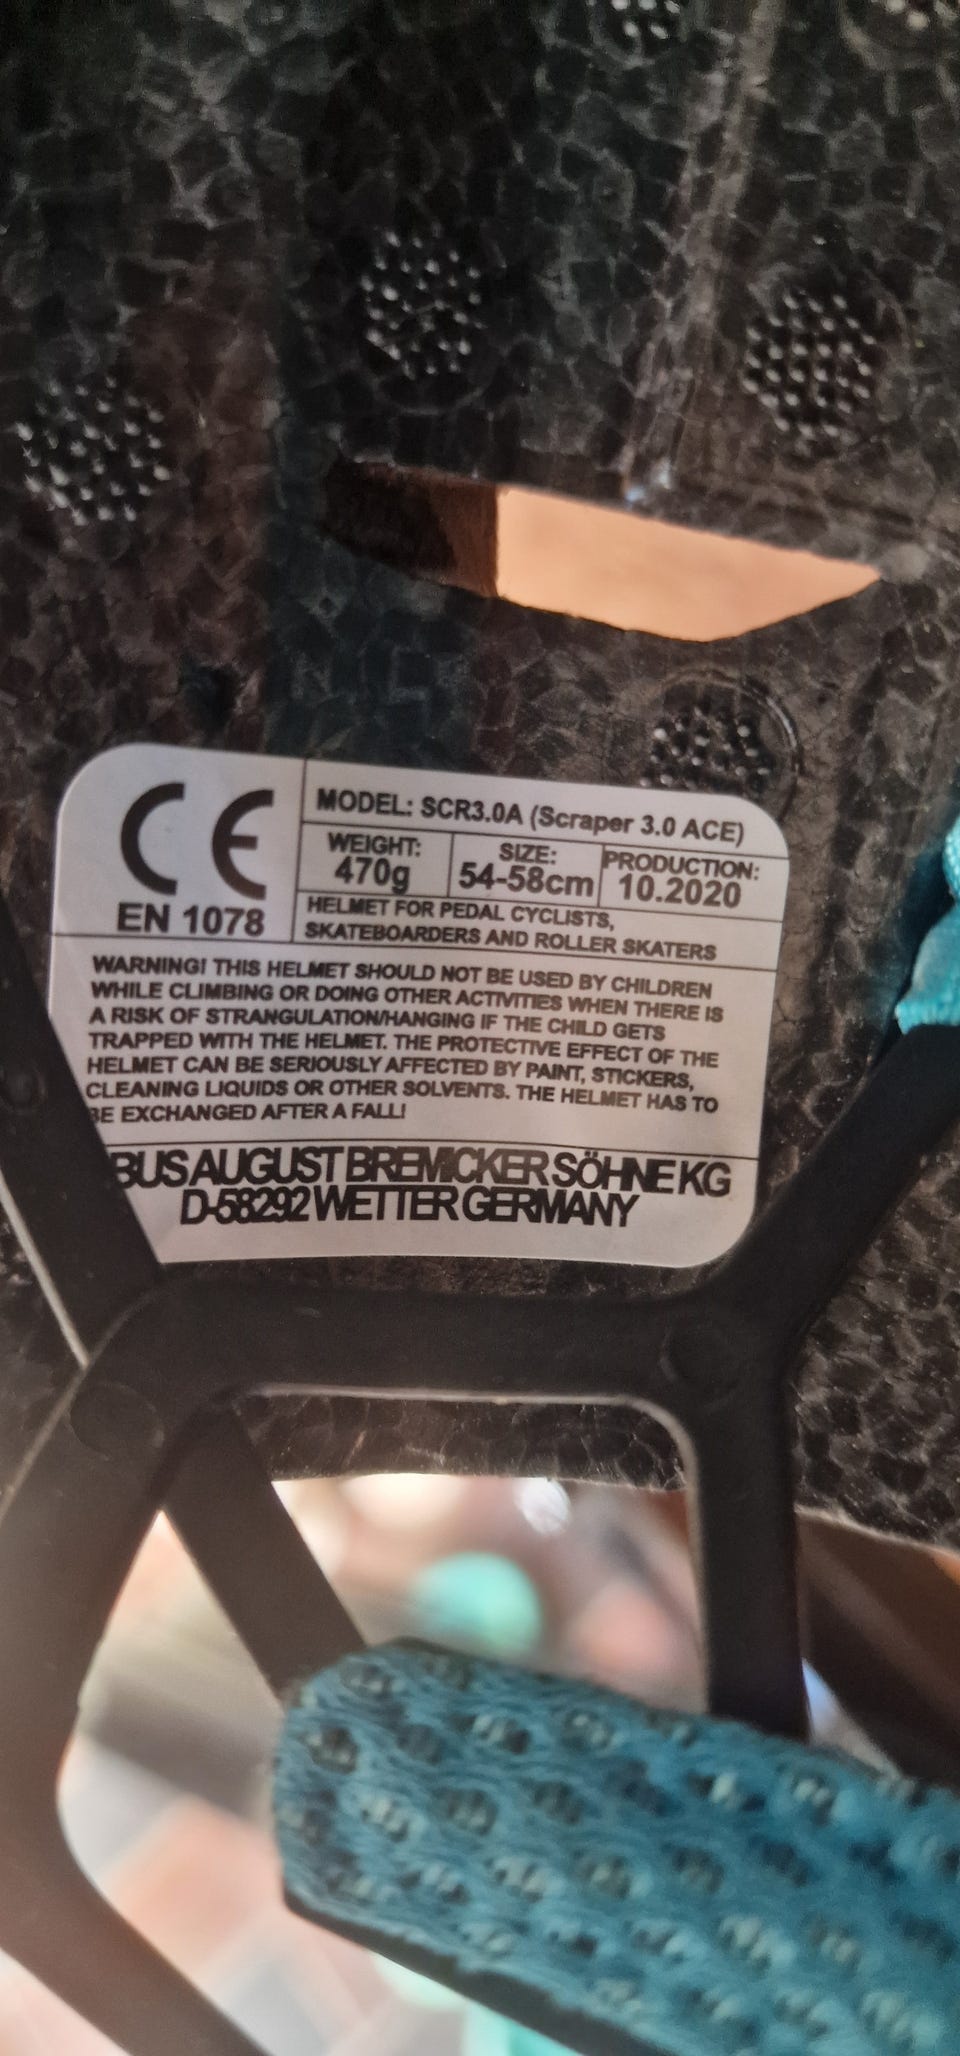 CE
EN 1078
MODEL: SCR3.0A (Scraper 3.0 ACE)
WEIGHT:
470g
SIZE:
54-58cm
PRODUCTION:
10.2020
HELMET FOR PEDAL CYCLISTS,
SKATEBOARDERS AND ROLLER SKATERS
WARNING! THIS HELMET SHOULD NOT BE USED BY CHILDREN
WHILE CLIMBING OR DOING OTHER ACTIVITIES WHEN THERE IS
A RISK OF STRANGULATION/HANGING IF THE CHILD GETS
TRAPPED WITH THE HELMET. THE PROTECTIVE EFFECT OF THE
HELMET CAN BE SERIOUSLY AFFECTED BY PAINT, STICKERS,
CLEANING LIQUIDS OR OTHER SOLVENTS. THE HELMET HAS TO
BE EXCHANGED AFTER A FALL!
BUS AUGUST BREMICKER SÖHNE KG
D-58292 WETTER GERMANY